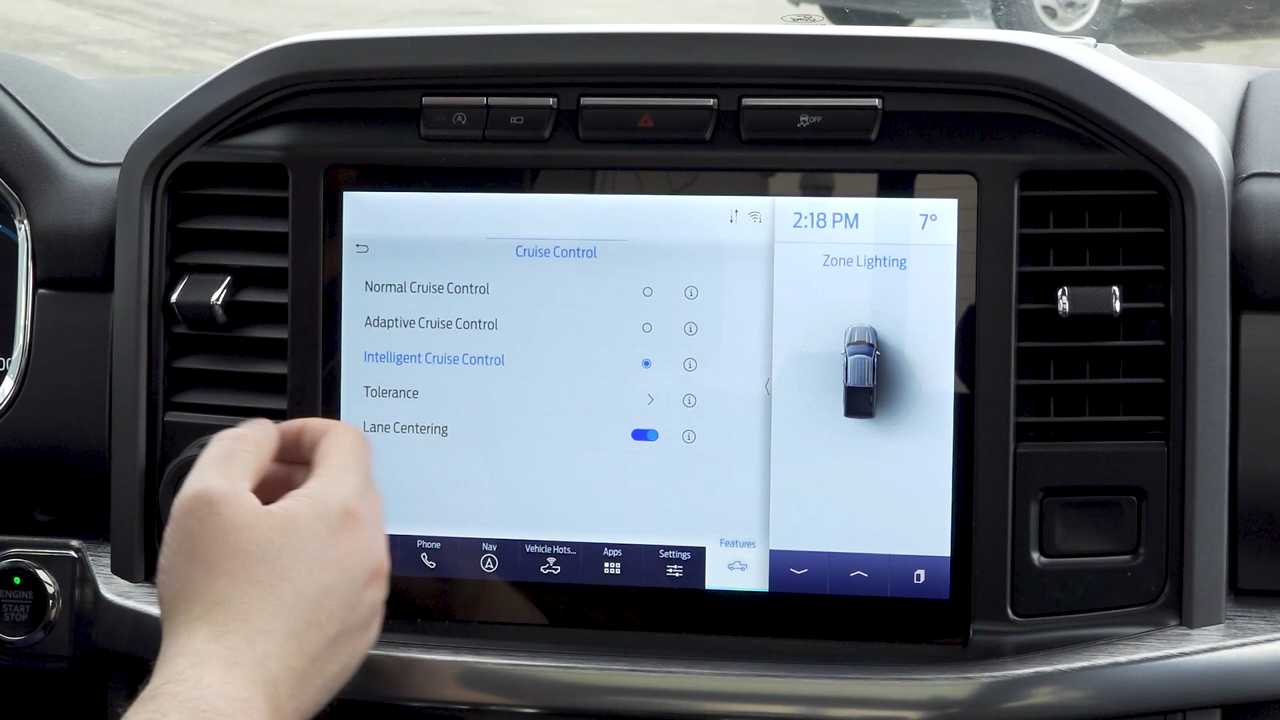 OFF
2:18 PM 7°
Cruise Control
Zone Lighting
Normal Cruise Control
Adaptive Cruise Control
Intelligent Cruise Control
Tolerance
Lane Centering
Phone
Nav
Vehicle Hots...
Apps
Settings
Features
ENGINE
START
STOP